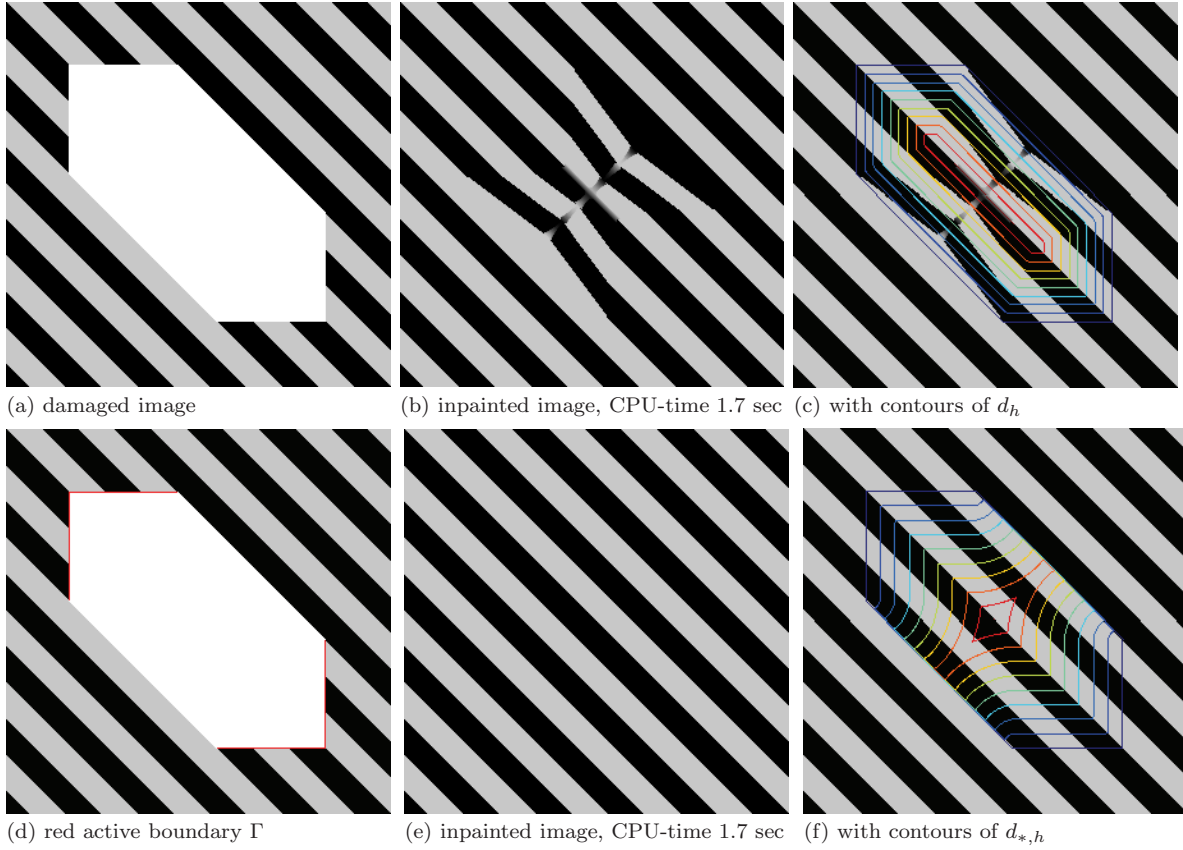 (a) damaged image
(b) inpainted image, CPU-time 1.7 sec
(c) with contours of d_h
(d) red active boundary Γ
(e) inpainted image, CPU-time 1.7 sec
(f) with contours of d_{*,h}